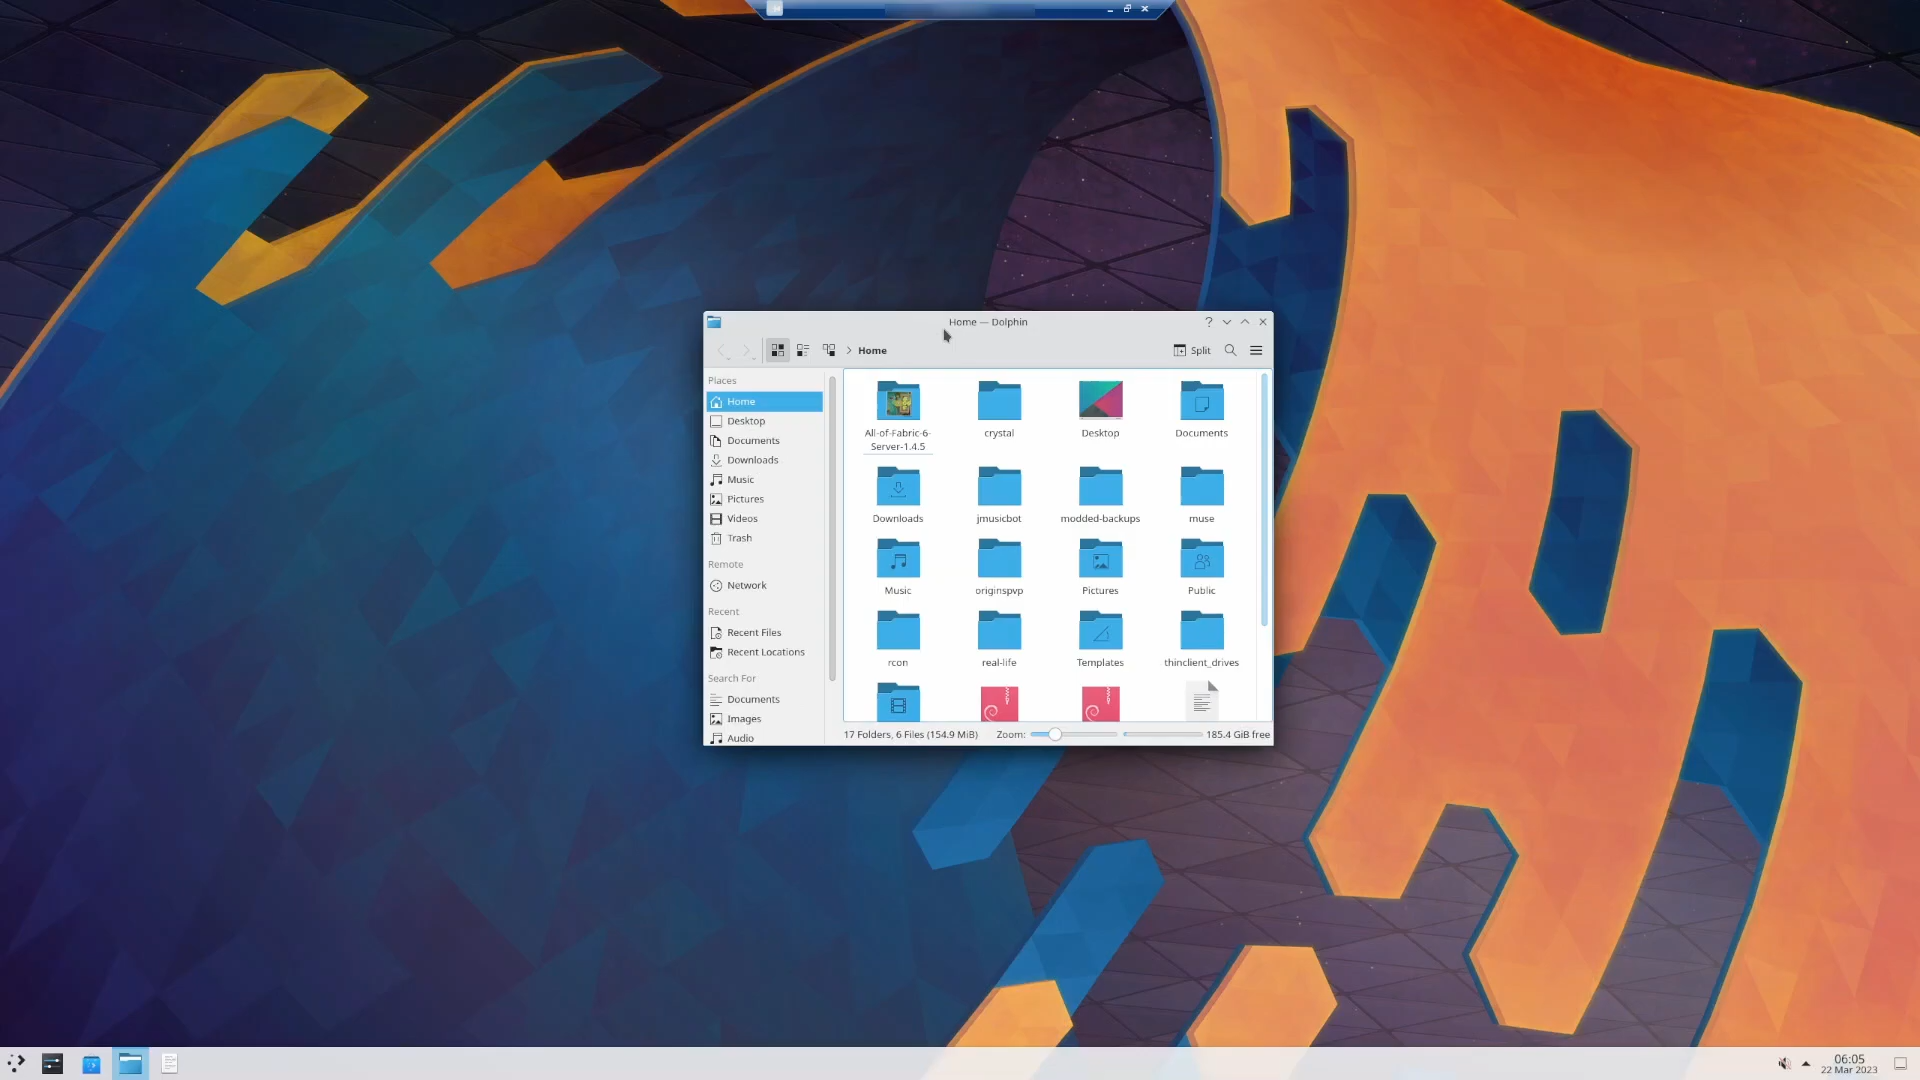 Home — Dolphin
?
Home
Split
Places
Home
Desktop
Documents
Downloads
Music
Pictures
Videos
Trash
Remote
Network
Recent
Recent Files
Recent Locations
Search For
Documents
Images
Audio
All-of-Fabric-6-
Server-1.4.5
crystal
Desktop
Documents
Downloads
jmusicbot
modded-backups
muse
Music
originspvp
Pictures
Public
rcon
real-life
Templates
thinclient_drives
17 Folders, 6 Files (154.9 MiB)
Zoom:
185.4 GiB free
06:05
22 Mar 2023